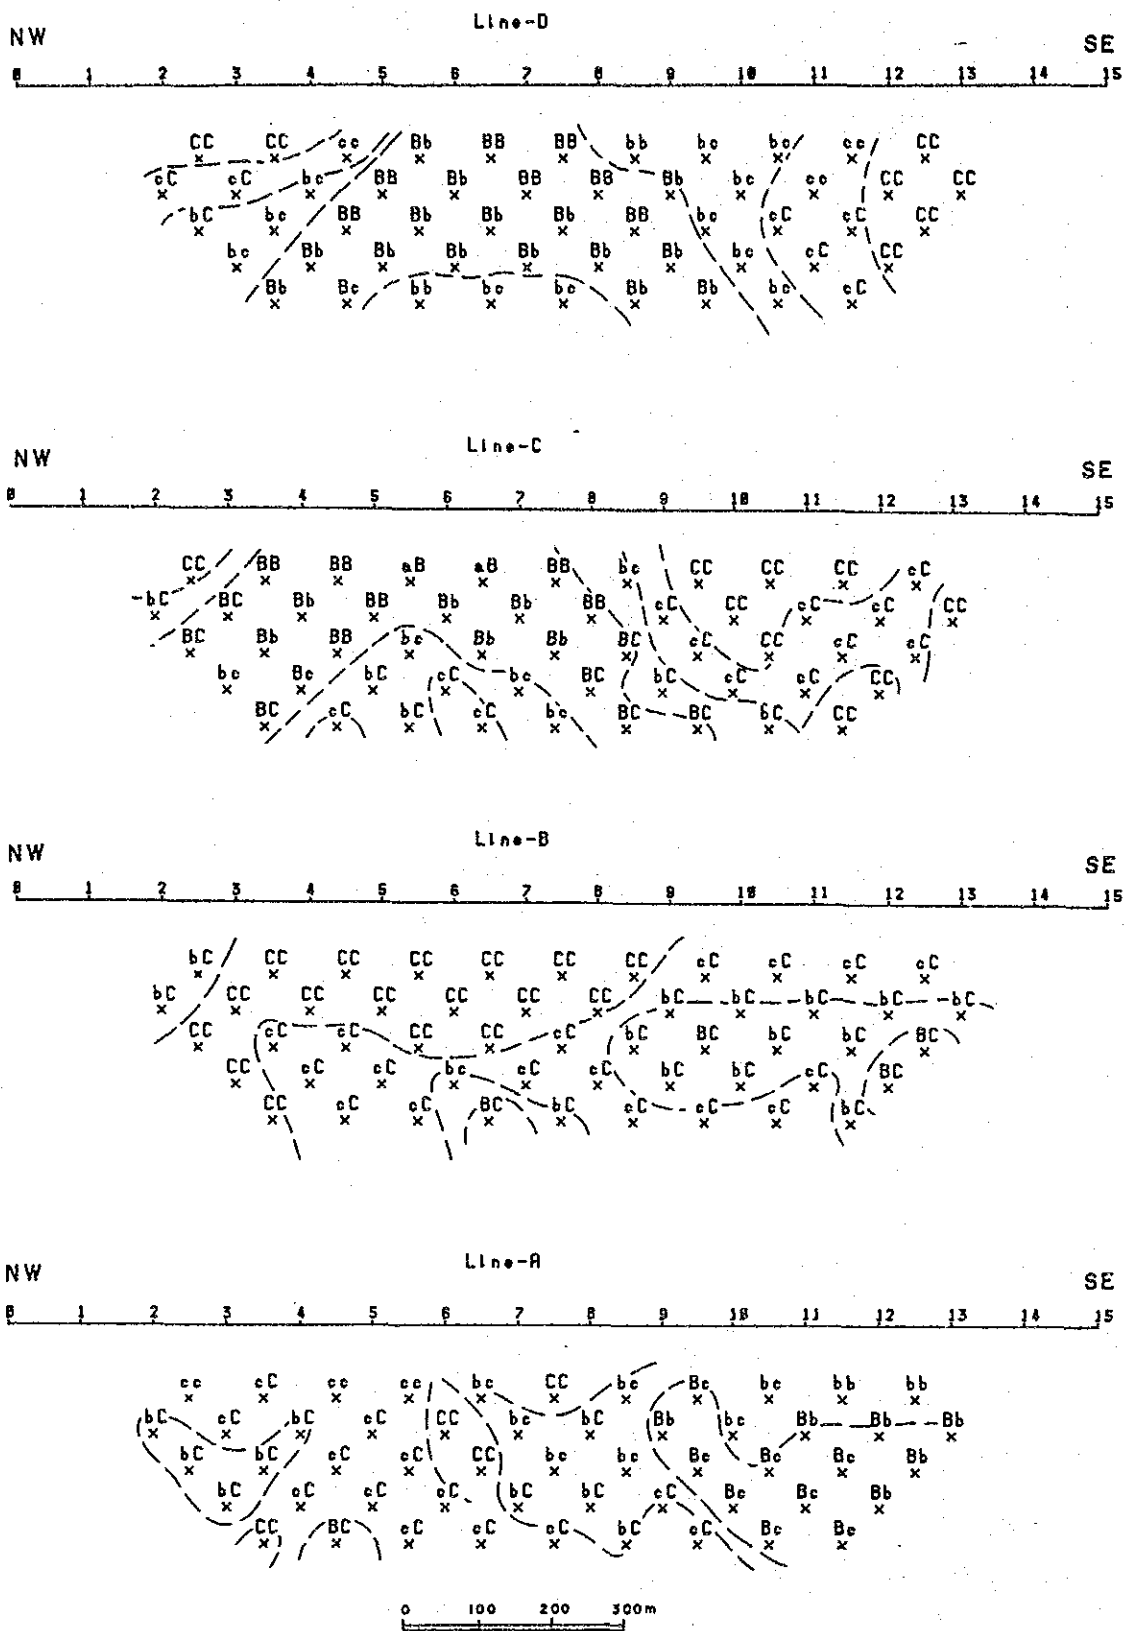 Line-D
NW SE
0 1 2 3 4 5 6 7 8 9 10 11 12 13 14 15
CC CC cc Bb BB BB bb bc bc cc CC
cC cC bc BB Bb BB BB Bb bc cc CC CC
bC bc BB Bb Bb Bb BB bc cC cC CC
bc Bb Bb Bb Bb Bb Bb bc cC CC
Bb Bc bb bc bc Bb Bb bc cC
Line-C
NW SE
0 1 2 3 4 5 6 7 8 9 10 11 12 13 14 15
CC BB BB aB aB BB bc CC CC CC cC
bC BC Bb BB Bb Bb BB cC CC cC cC CC
BC Bb BB bc Bb Bb BC cC CC cC cC
bc Bc bC cC bc BC bC cC cC CC
BC cC bC cC bc BC BC bC CC
Line-B
NW SE
0 1 2 3 4 5 6 7 8 9 10 11 12 13 14 15
bC CC CC CC CC CC CC cC cC cC cC
bC CC CC CC CC CC CC bC bC bC bC bC
CC cC cC CC CC cC bC BC bC bC BC
CC cC cC bc cC cC bC bC cC BC
CC cC cC BC bC cC cC cC bC
Line-A
NW SE
0 1 2 3 4 5 6 7 8 9 10 11 12 13 14 15
cc cC cc cc bc CC bc Bc bc bb bb
bC cC bC cC CC bc bC Bb bc Bb Bb Bb
bC bC cC cC CC bc bc Bc Bc Bc Bb
bC cC cC cC bC bC cC Bc Bc Bb
CC BC cC cC cC bC cC Bc Bc
0 100 200 300m